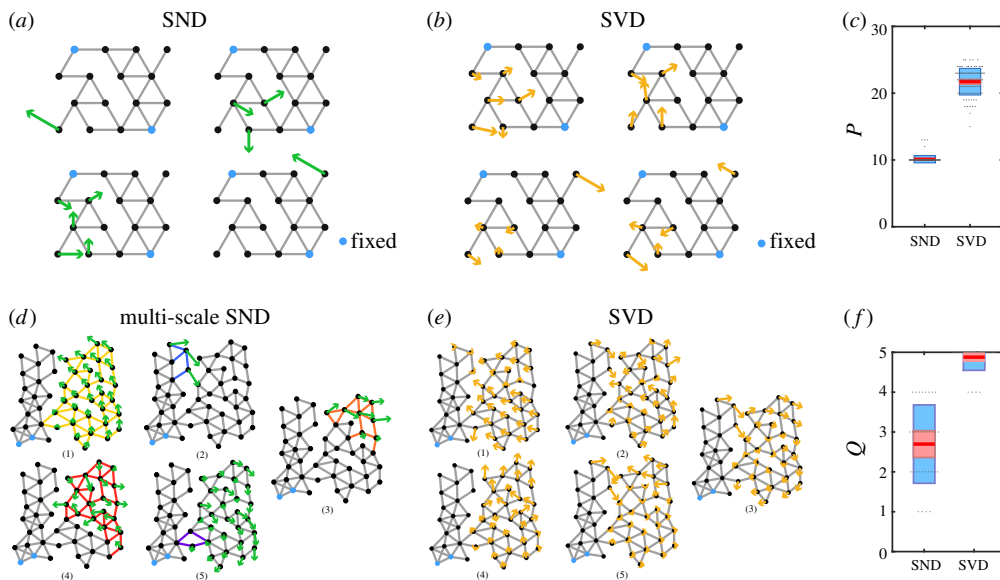 (a) SND
(b) SVD
(c)
fixed
fixed
30
20
10
0
P
SND SVD
(d) multi-scale SND
(e) SVD
(f)
(1)
(2)
(3)
(4)
(5)
(1)
(2)
(3)
(4)
(5)
5
4
3
2
1
0
Q
SND SVD